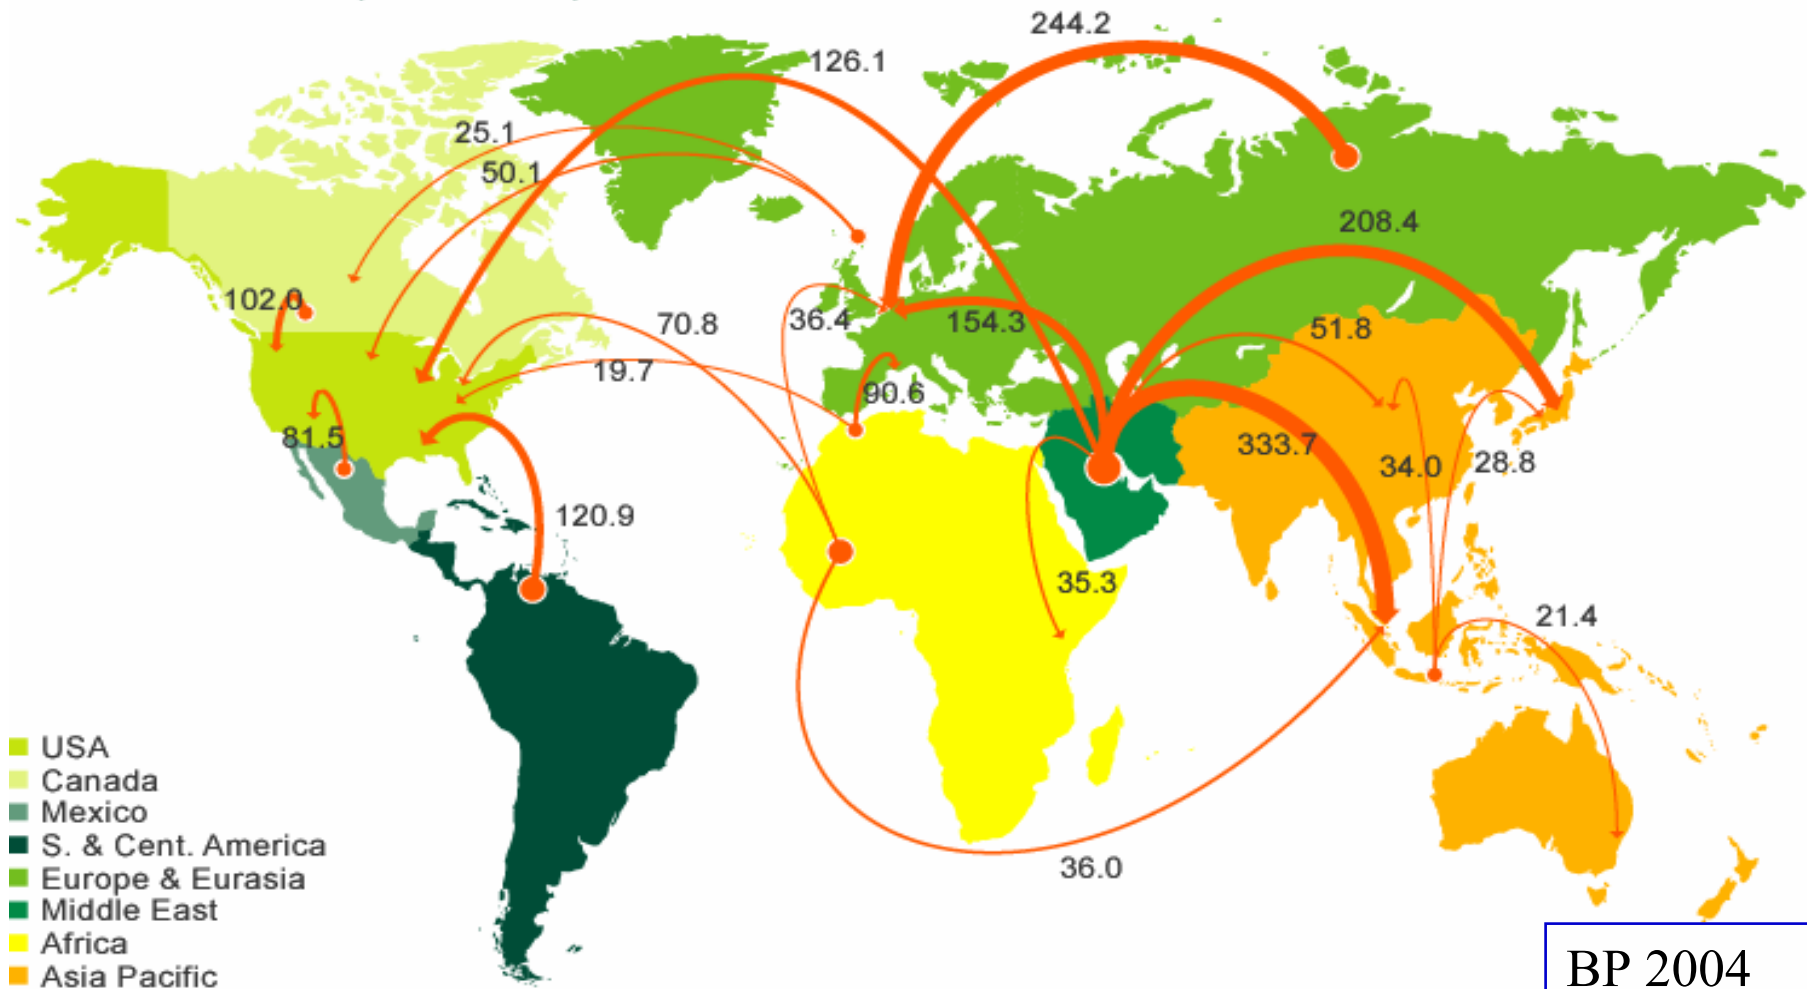 244.2
126.1
25.1
50.1
208.4
102.0
70.8
36.4
154.3
51.8
19.7
90.6
81.5
333.7
34.0
28.8
120.9
35.3
21.4
36.0
USA
Canada
Mexico
S. & Cent. America
Europe & Eurasia
Middle East
Africa
Asia Pacific
BP 2004